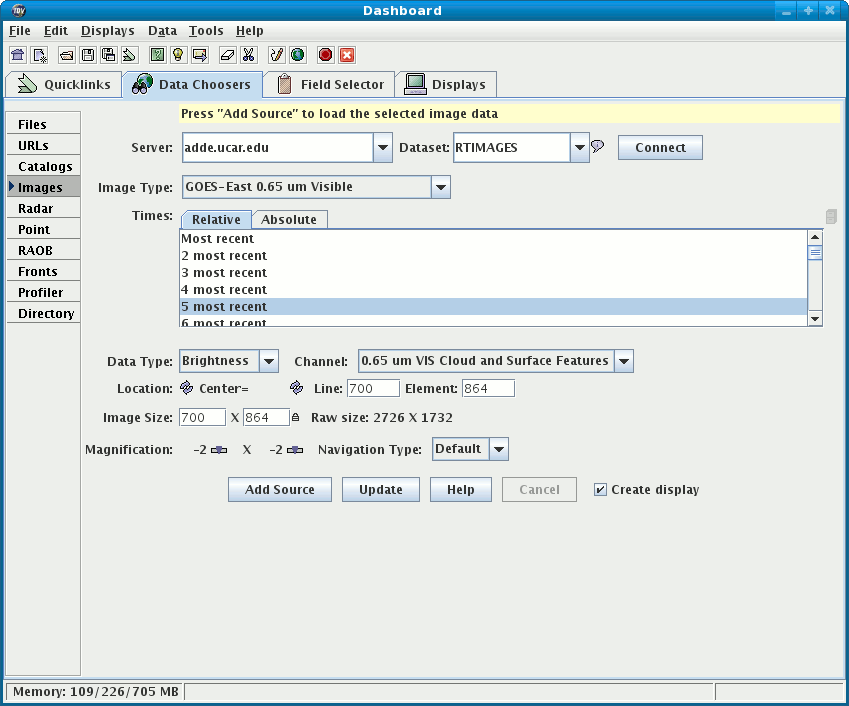 IDV Dashboard
File Edit Displays Data Tools Help
Quicklinks Data Choosers Field Selector Displays
Press "Add Source" to load the selected image data
Files
URLs
Catalogs
Images
Radar
Point
RAOB
Fronts
Profiler
Directory
Server: adde.ucar.edu Dataset: RTIMAGES Connect
Image Type: GOES-East 0.65 um Visible
Times: Relative Absolute
Most recent
2 most recent
3 most recent
4 most recent
5 most recent
6 most recent
Data Type: Brightness Channel: 0.65 um VIS Cloud and Surface Features
Location: Center= Line: 700 Element: 864
Image Size: 700 X 864 Raw size: 2726 X 1732
Magnification: -2 X -2 Navigation Type: Default
Add Source Update Help Cancel Create display
Memory: 109/226/705 MB